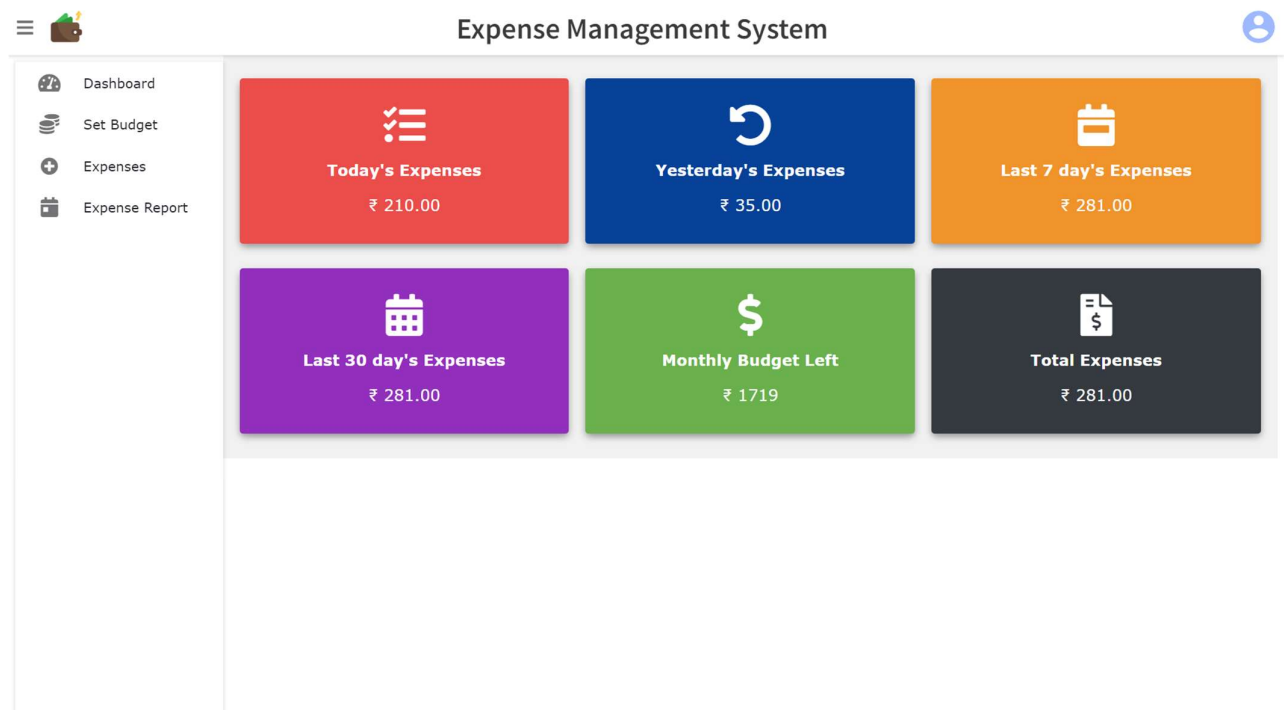 Expense Management System
Dashboard
Set Budget
Expenses
Expense Report
Today's Expenses
₹ 210.00
Yesterday's Expenses
₹ 35.00
Last 7 day's Expenses
₹ 281.00
Last 30 day's Expenses
₹ 281.00
$
Monthly Budget Left
₹ 1719
$
Total Expenses
₹ 281.00